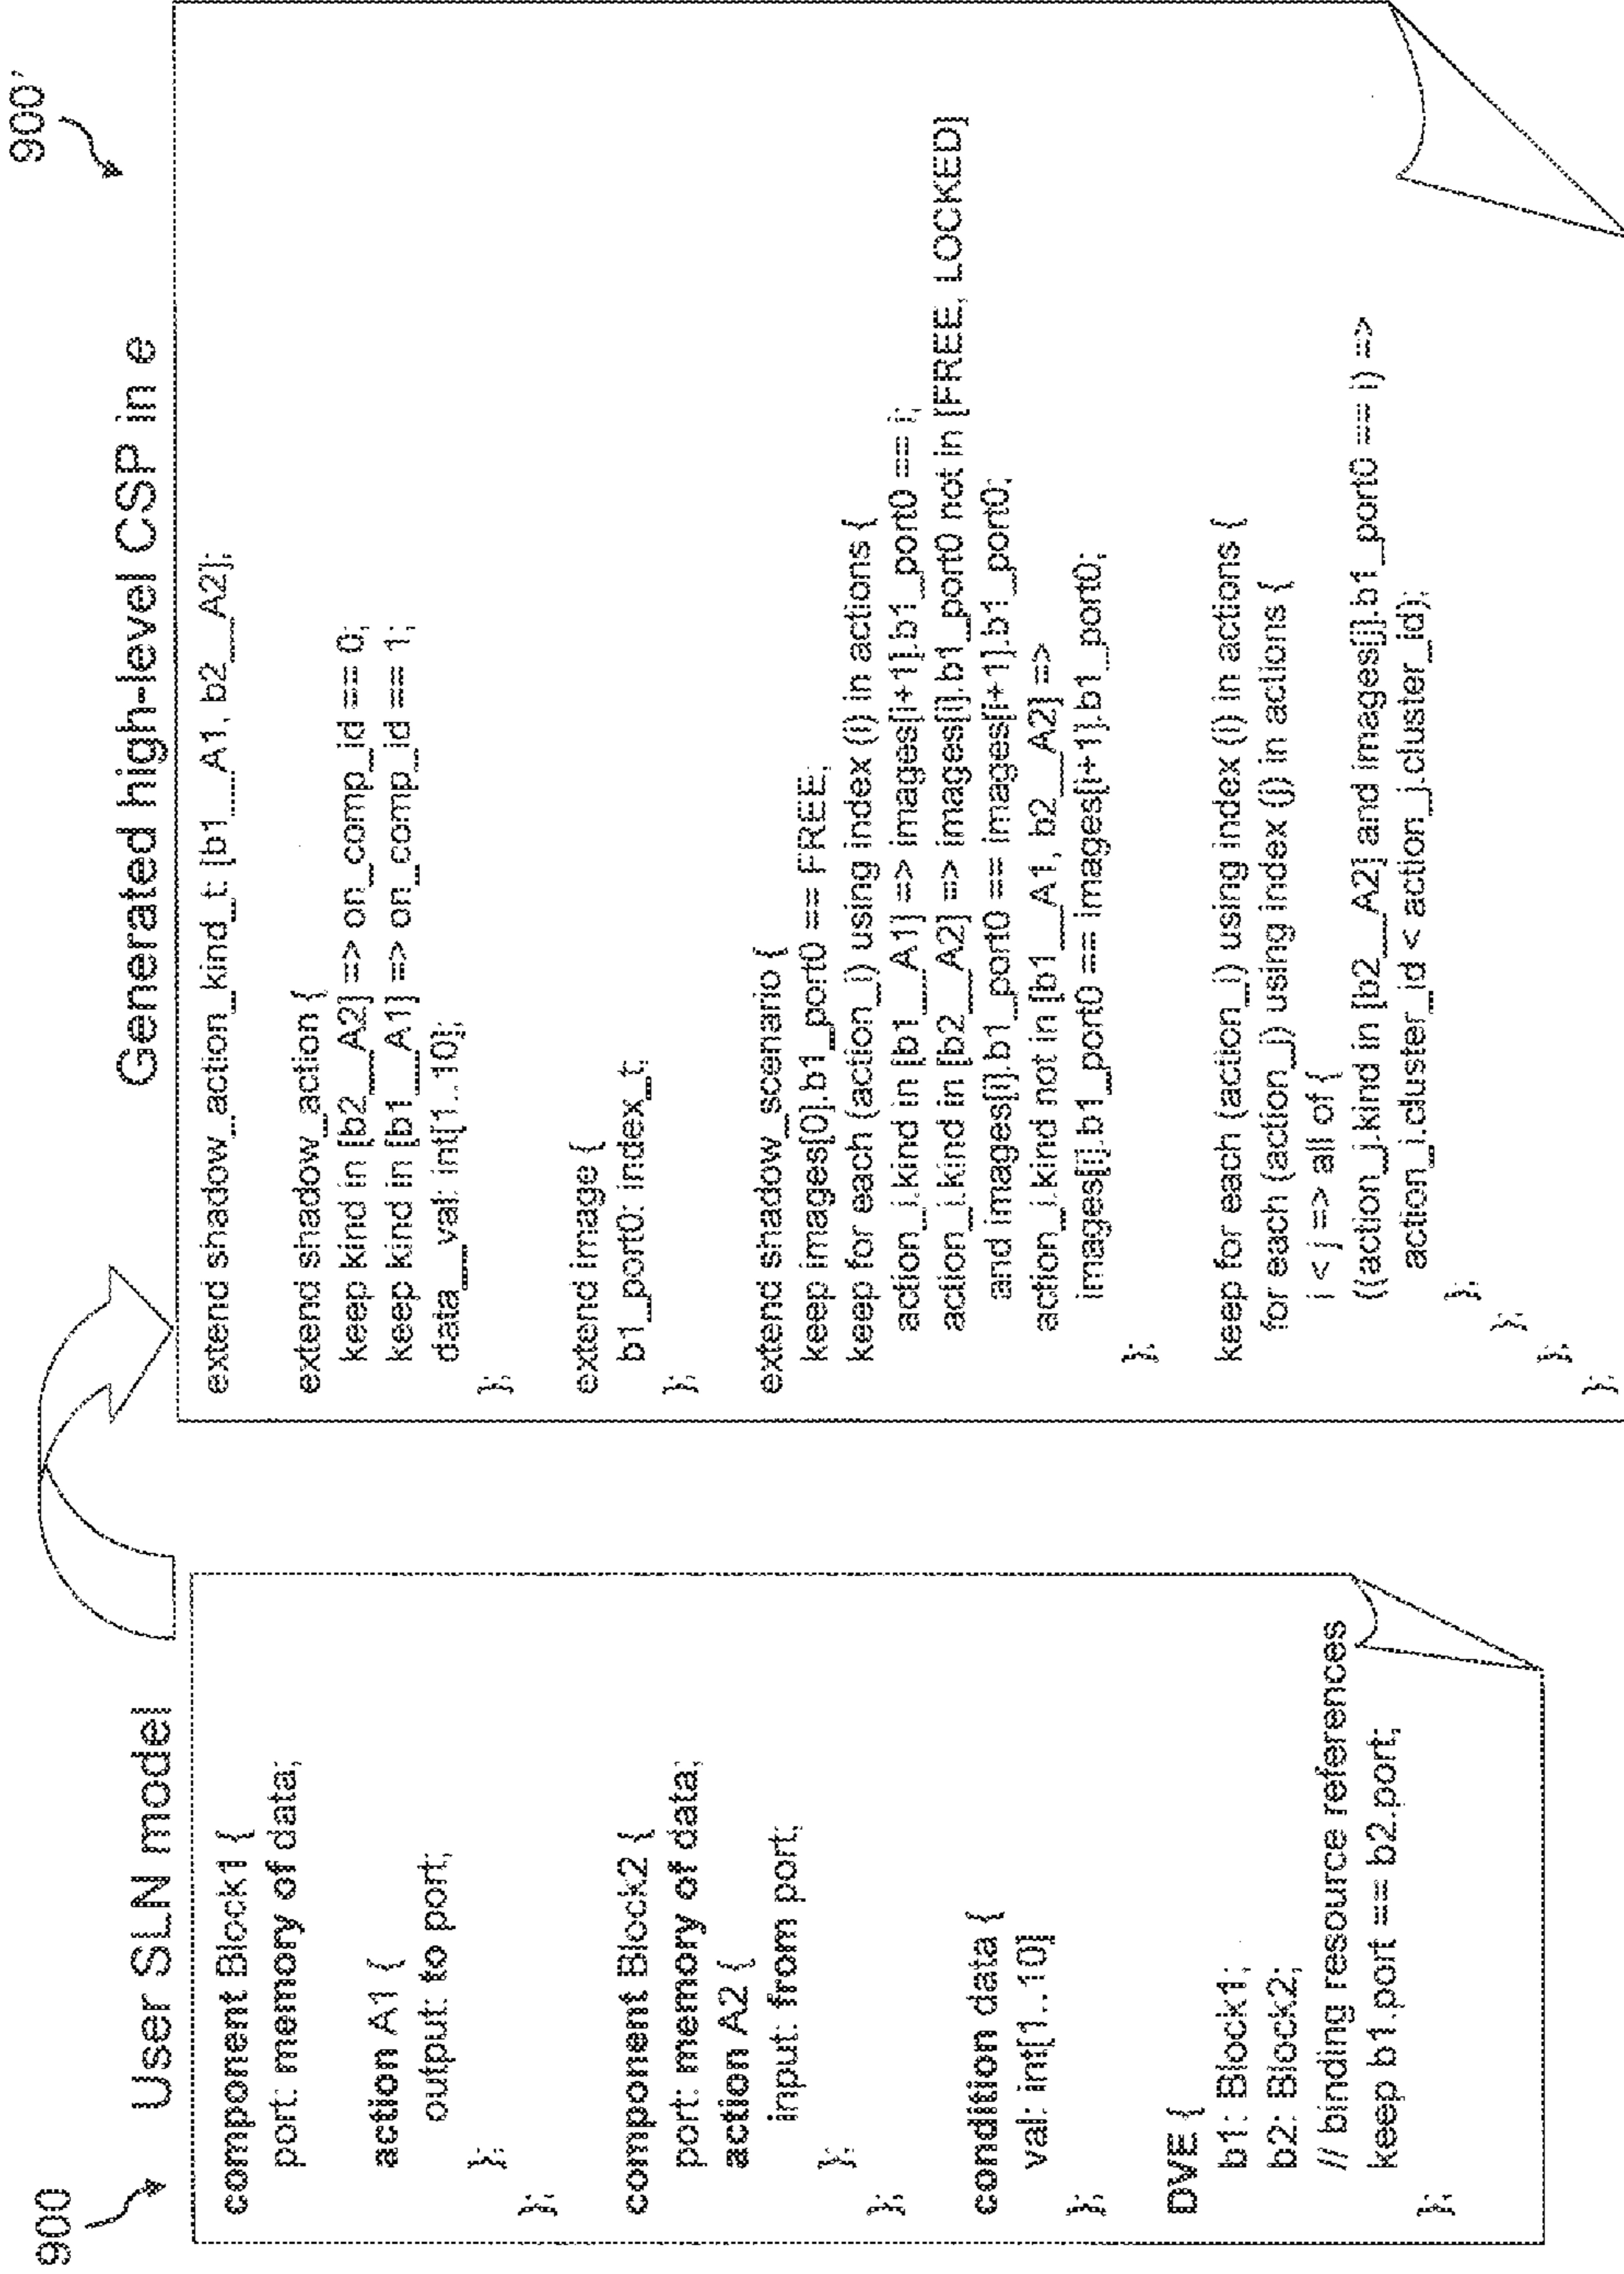 900
User SLN model
component Block1 {
port: memory of data;
action A1 {
output: to port;
};
};
component Block2 {
port: memory of data;
action A2 {
input: from port;
};
};
condition data {
val: int[1..10]
};
DVE {
b1: Block1;
b2: Block2;
// binding resource references
keep b1.port == b2.port;
};
900'
Generated high-level CSP in e
extend shadow_action_kind_t: [b1__A1, b2__A2];
extend shadow_action {
keep kind in [b2__A2] => on_comp_id == 0;
keep kind in [b1__A1] => on_comp_id == 1;
data__val: int[1..10];
};
extend image {
b1_port0: index_t;
};
extend shadow_scenario {
keep images[0].b1_port0 == FREE;
keep for each (action_i) using index (i) in actions {
action_i.kind in [b1__A1] => images[i+1].b1_port0 == i;
action_i.kind in [b2__A2] => images[i].b1_port0 not in [FREE, LOCKED]
and images[i].b1_port0 == images[i+1].b1_port0;
action_i.kind not in [b1__A1, b2__A2] =>
images[i].b1_port0 == images[i+1].b1_port0;
};
keep for each (action_i) using index (i) in actions {
for each (action_j) using index (j) in actions {
i < j => all of {
((action_j.kind in [b2__A2] and images[j].b1_port0 == i) =>
action_i.cluster_id < action_j.cluster_id);
};
};
};
};